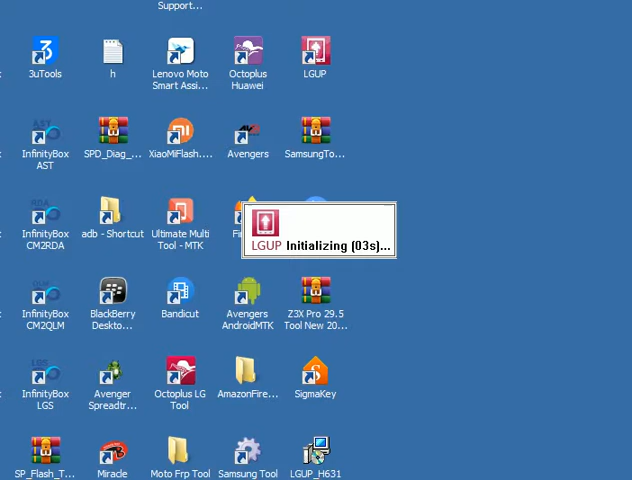 Support...
3uTools
h
Lenovo Moto
Smart Assi...
Octoplus
Huawei
LGUP
InfinityBox
AST
SPD_Diag_...
XiaoMiFlash....
Avengers
SamsungTo...
InfinityBox
CM2RDA
adb - Shortcut
Ultimate Multi
Tool - MTK
LGUP Initializing (03s)...
InfinityBox
CM2QLM
BlackBerry
Deskto...
Bandicut
Avengers
AndroidMTK
Z3X Pro 29.5
Tool New 20...
InfinityBox
LGS
Avenger
Spreadtr...
Octoplus LG
Tool
AmazonFire...
SigmaKey
SP_Flash_T...
Miracle
Moto Frp Tool
Samsung Tool
LGUP_H631